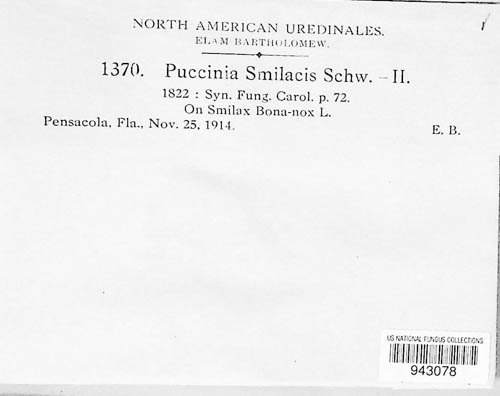 NORTH AMERICAN UREDINALES.
ELAM BARTHOLOMEW.
1370. Puccinia Smilacis Schw. – II.
1822 : Syn. Fung. Carol. p. 72.
On Smilax Bona-nox L.
Pensacola, Fla., Nov. 25, 1914. E. B.
US NATIONAL FUNGUS COLLECTIONS
943078